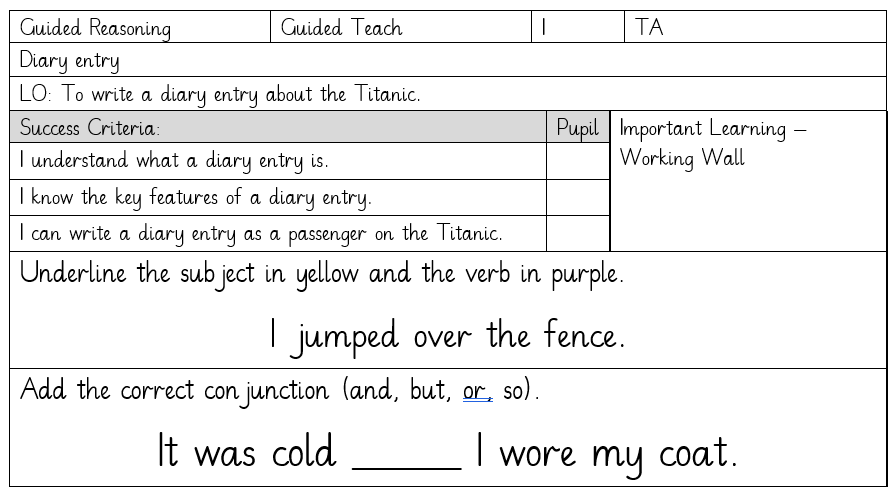 Guided Reasoning Guided Teach I TA
Diary entry
LO: To write a diary entry about the Titanic.
Success Criteria: Pupil Important Learning –
Working Wall
I understand what a diary entry is.
I know the key features of a diary entry.
I can write a diary entry as a passenger on the Titanic.
Underline the subject in yellow and the verb in purple.
I jumped over the fence.
Add the correct conjunction (and, but, or, so).
It was cold ______ I wore my coat.